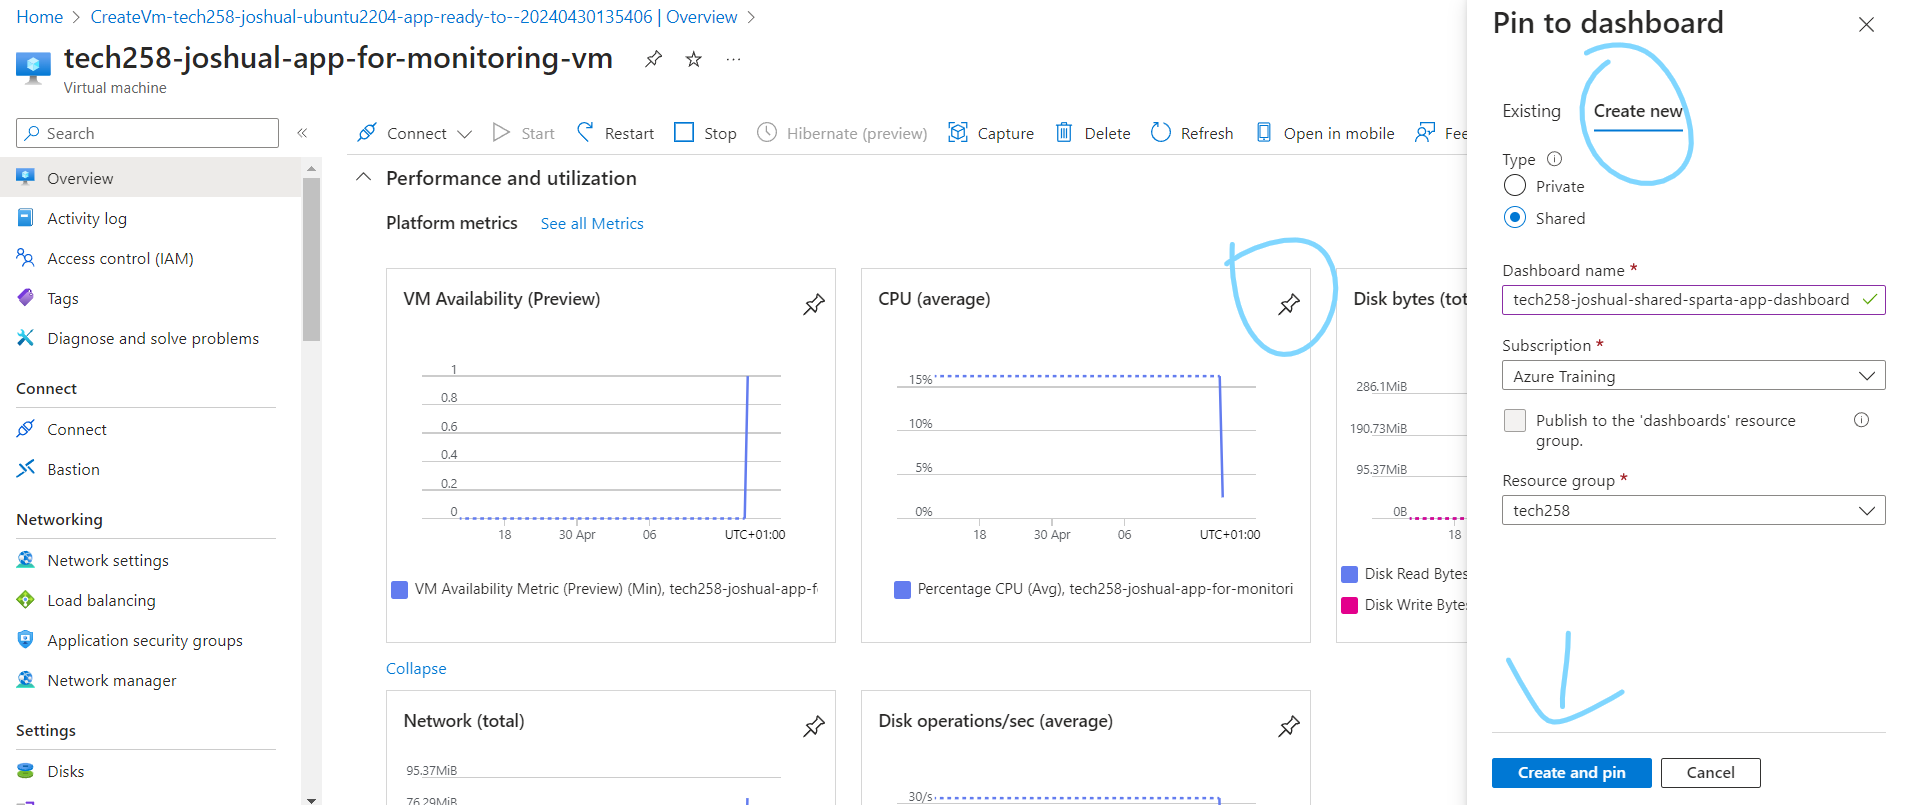 Home > CreateVm-tech258-joshual-ubuntu2204-app-ready-to--20240430135406 | Overview >
tech258-joshual-app-for-monitoring-vm
Virtual machine
Search
Overview
Activity log
Access control (IAM)
Tags
Diagnose and solve problems
Connect
Connect
Bastion
Networking
Network settings
Load balancing
Application security groups
Network manager
Settings
Disks
Connect
Start
Restart
Stop
Hibernate (preview)
Capture
Delete
Refresh
Open in mobile
Fee
Performance and utilization
Platform metrics
See all Metrics
VM Availability (Preview)
1
0.8
0.6
0.4
0.2
0
18
30 Apr
06
UTC+01:00
VM Availability Metric (Preview) (Min), tech258-joshual-app-f
CPU (average)
15%
10%
5%
0%
18
30 Apr
06
UTC+01:00
Percentage CPU (Avg), tech258-joshual-app-for-monitori
Disk bytes (tot
286.1MiB
190.73MiB
95.37MiB
0B
18
Disk Read Bytes
Disk Write Bytes
Collapse
Network (total)
95.37MiB
76.29MiB
Disk operations/sec (average)
30/s
Pin to dashboard
Existing
Create new
Type
Private
Shared
Dashboard name *
tech258-joshual-shared-sparta-app-dashboard
Subscription *
Azure Training
Publish to the 'dashboards' resource
group.
Resource group *
tech258
Create and pin
Cancel